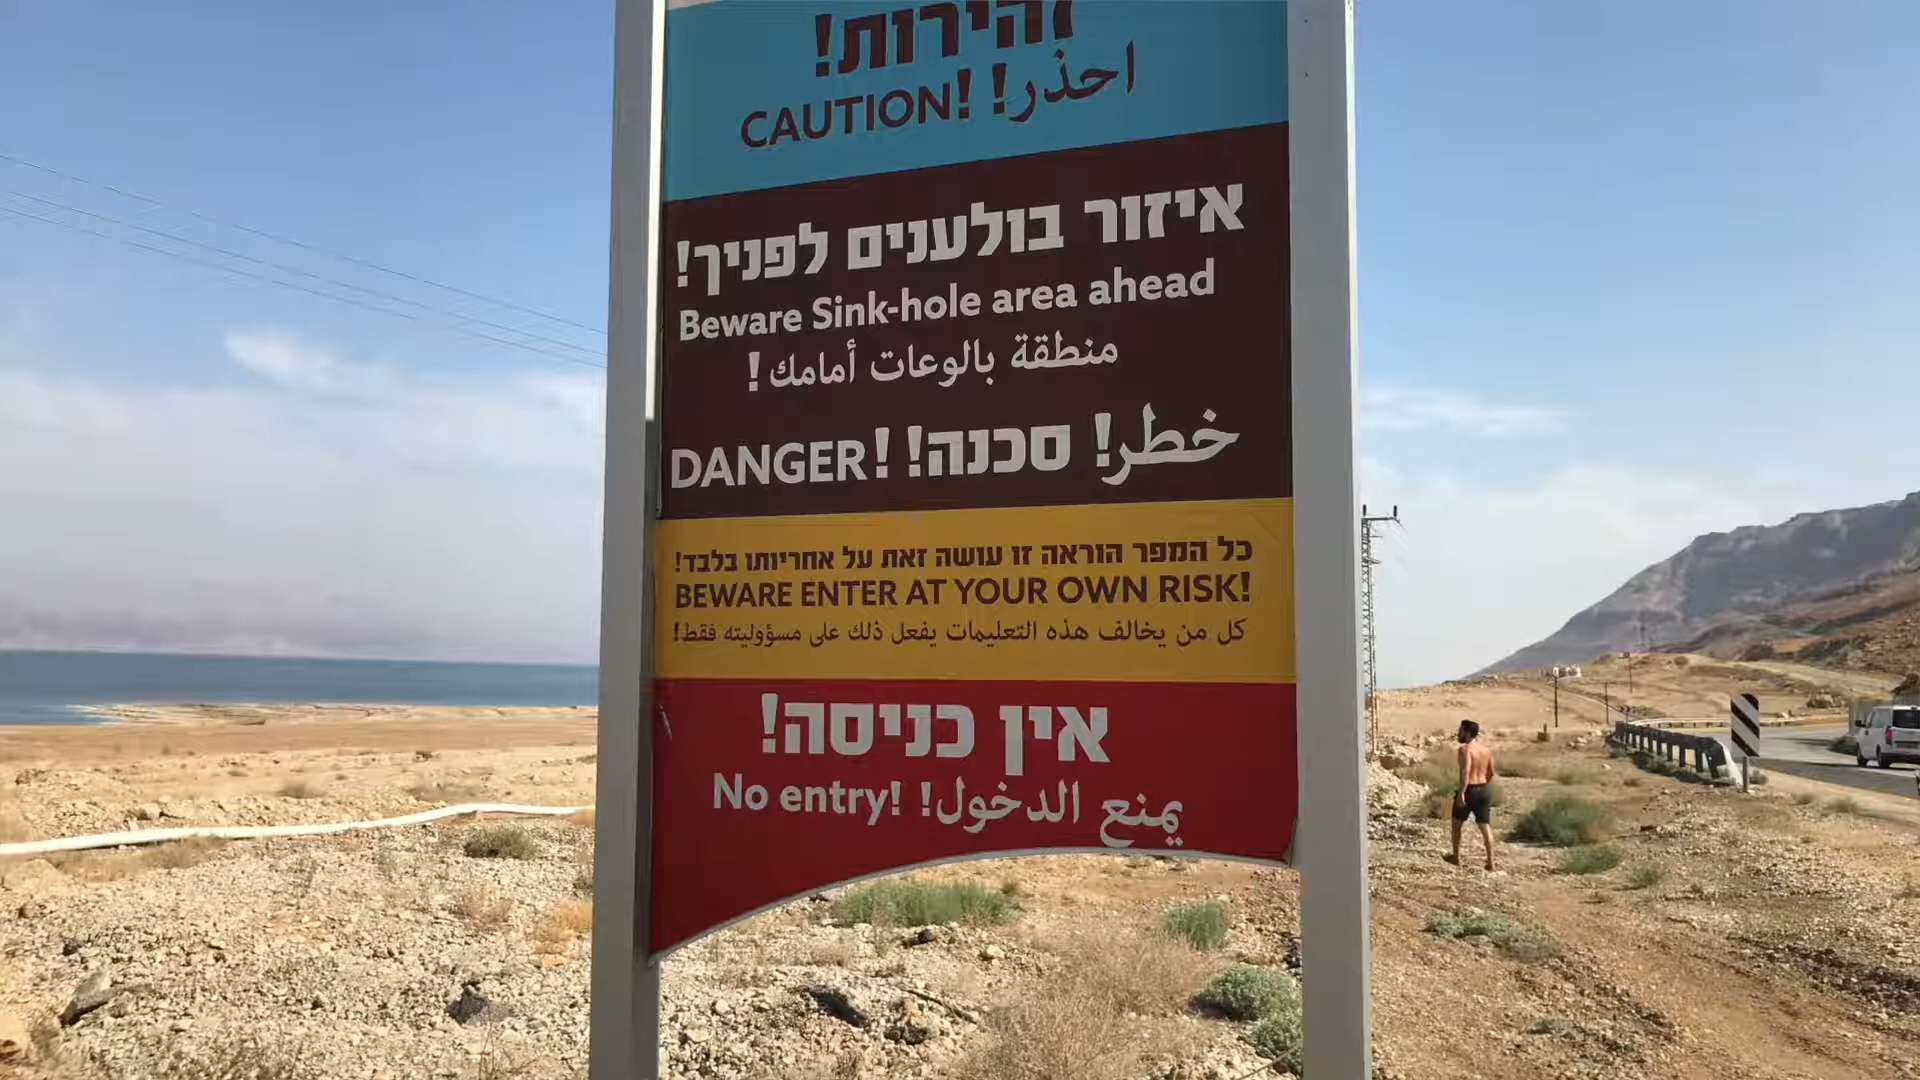 זהירות!
احذر! CAUTION!
איזור בולענים לפניך!
Beware Sink-hole area ahead
منطقة بالوعات أمامك!
DANGER! סכנה! خطر!
כל המפר הוראה זו עושה זאת על אחריותו בלבד!
BEWARE ENTER AT YOUR OWN RISK!
كل من يخالف هذه التعليمات يفعل ذلك على مسؤوليته فقط!
אין כניסה!
No entry! يمنع الدخول!